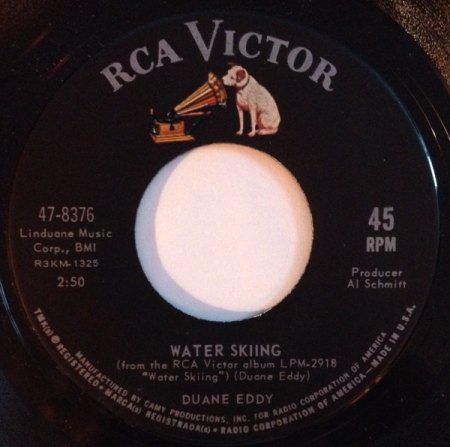 RCA VICTOR
47-8376
Linduane Music
Corp., BMI
R3KM-1325
2:50
45
RPM
Producer
Al Schmitt
WATER SKIING
(from the RCA Victor album LPM-2918
"Water Skiing") (Duane Eddy)
DUANE EDDY
TMK(s) ® REGISTERED • MARCA(s) REGISTRADA(s) • RADIO CORPORATION OF AMERICA—MADE IN U.S.A.
MANUFACTURED BY CAMY PRODUCTIONS, INC. FOR RADIO CORPORATION OF AMERICA